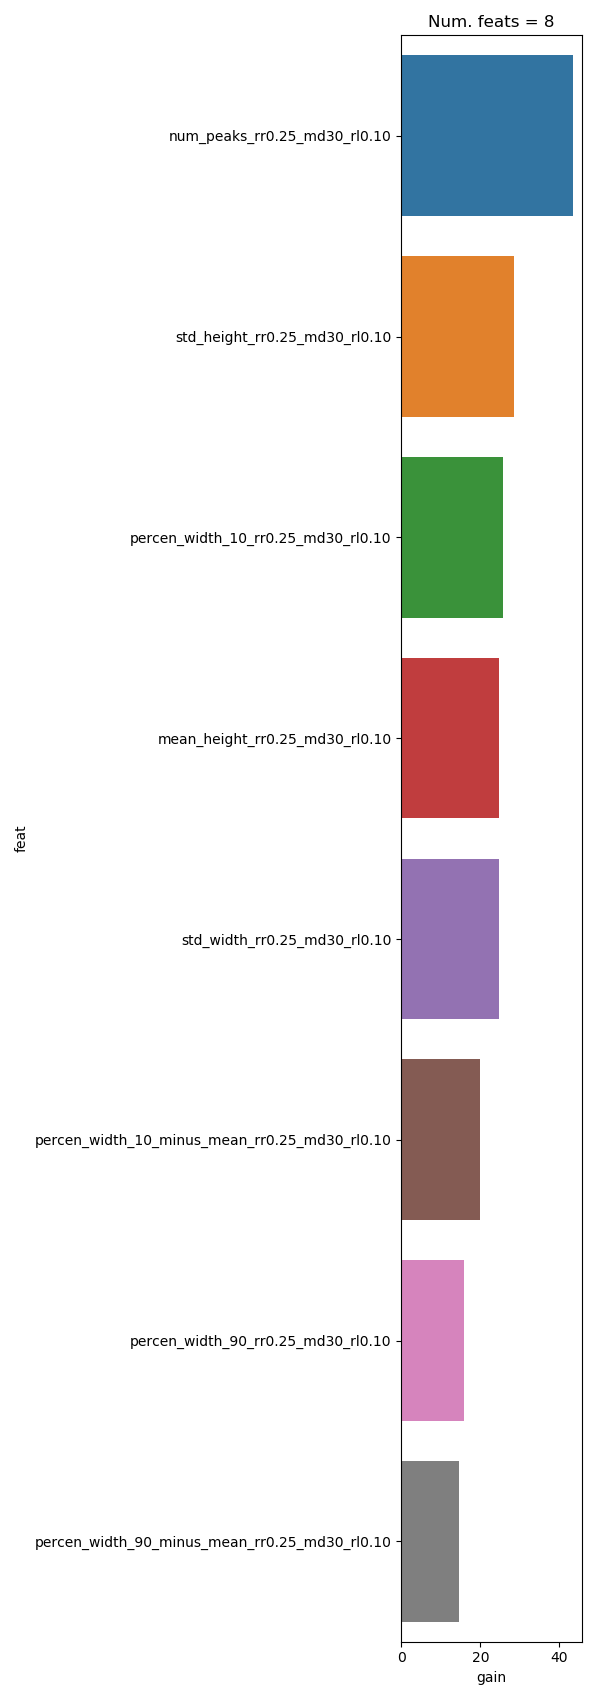 Num. feats = 8
num_peaks_rr0.25_md30_rl0.10
std_height_rr0.25_md30_rl0.10
percen_width_10_rr0.25_md30_rl0.10
mean_height_rr0.25_md30_rl0.10
feat
std_width_rr0.25_md30_rl0.10
percen_width_10_minus_mean_rr0.25_md30_rl0.10
percen_width_90_rr0.25_md30_rl0.10
percen_width_90_minus_mean_rr0.25_md30_rl0.10
0 20 40
gain